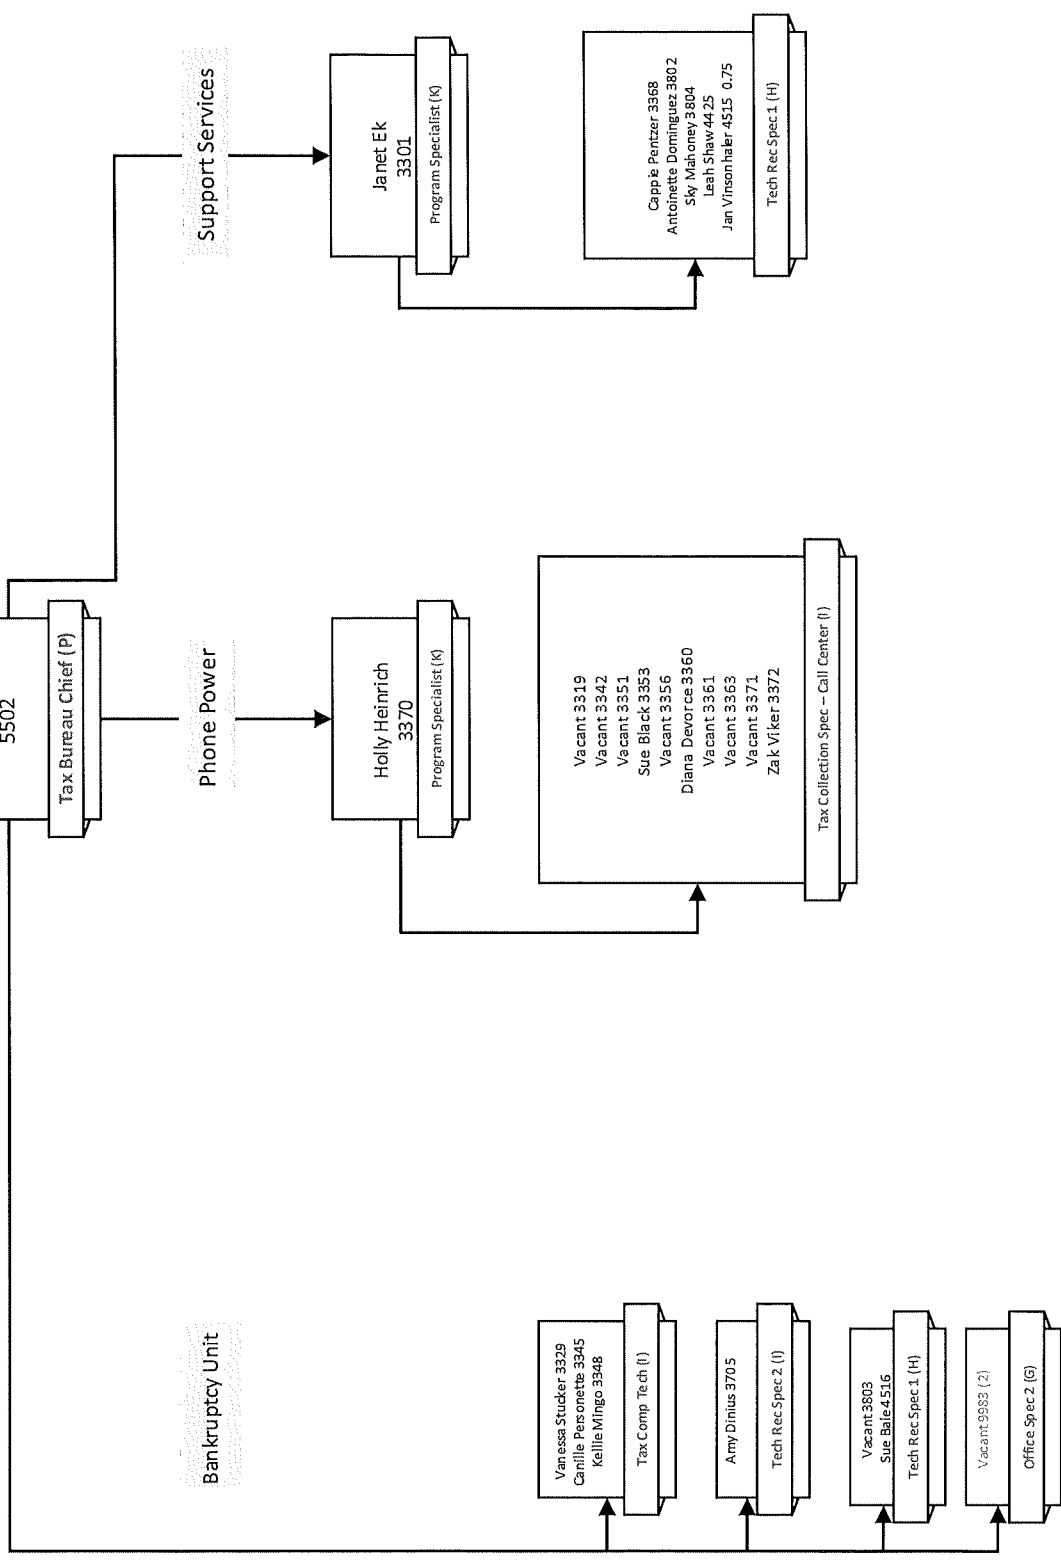 5502
Tax Bureau Chief (P)
Bankruptcy Unit
Vanessa Stucker 3329
Canille Personette 3345
Kellie Mingo 3348
Tax Comp Tech (I)
Amy Dinius 3705
Tech Rec Spec 2 (I)
Vacant 3803
Sue Bale 4516
Tech Rec Spec 1 (H)
Vacant 9983 (2)
Office Spec 2 (G)
Phone Power
Holly Heinrich
3370
Program Specialist (K)
Vacant 3319
Vacant 3342
Vacant 3351
Sue Black 3353
Vacant 3356
Diana Devorce 3360
Vacant 3361
Vacant 3363
Vacant 3371
Zak Viker 3372
Tax Collection Spec – Call Center (I)
Support Services
Janet Ek
3301
Program Specialist (K)
Cappie Pentzer 3368
Antoinette Dominguez 3802
Sky Mahoney 3804
Leah Shaw 4425
Jan Vinsonhaler 4515 0.75
Tech Rec Spec 1 (H)